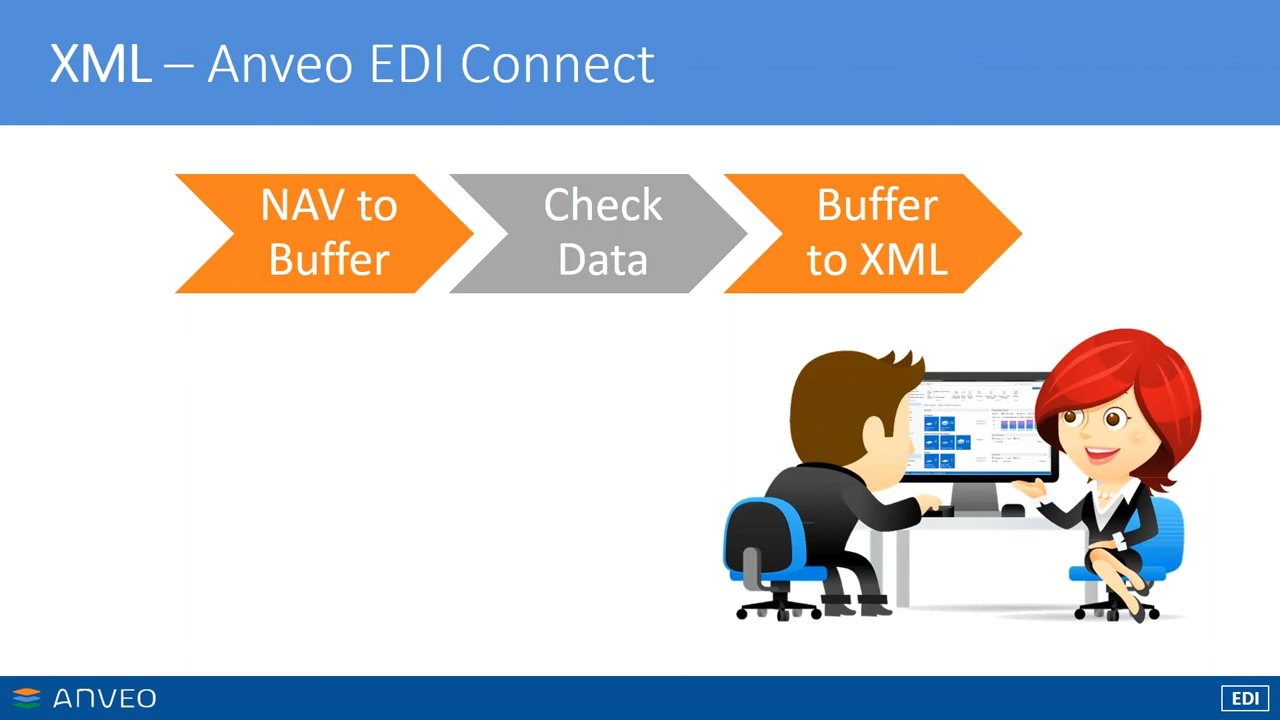 XML – Anveo EDI Connect
NAV to
Buffer
Check
Data
Buffer
to XML
ANVEO
EDI